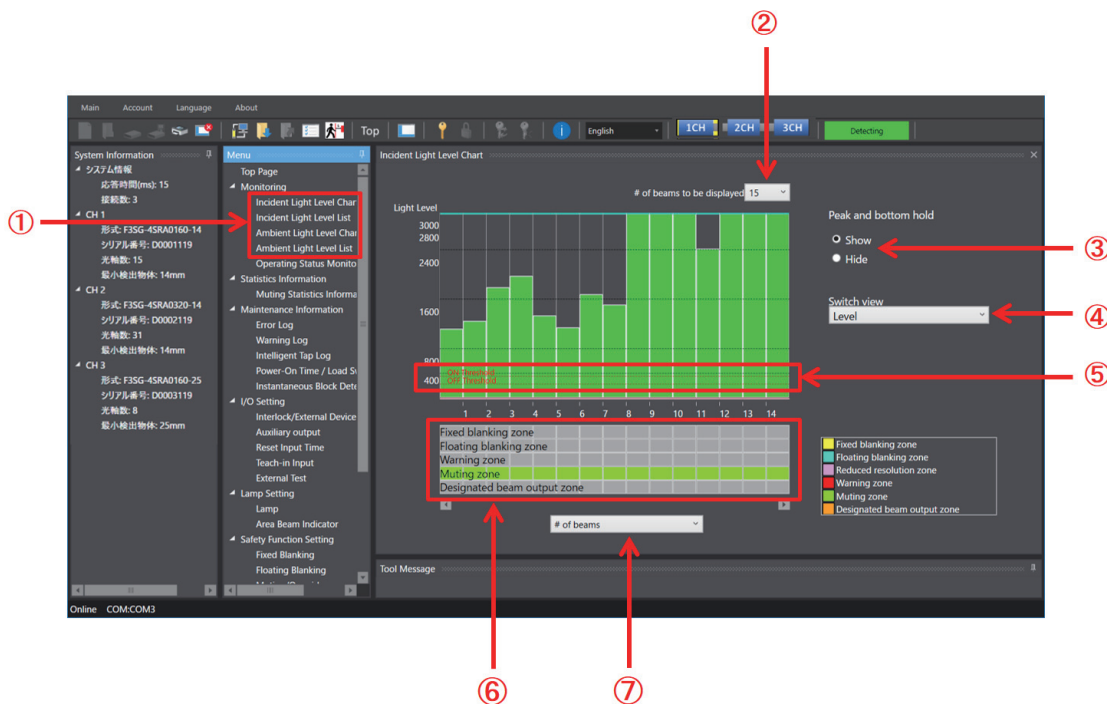 ②
Main Account Language About
Top English 1CH 2CH 3CH Detecting
System Information
システム情報
応答時間(ms): 15
接続数: 3
CH 1
形式: F3SG-4SRA0160-14
シリアル番号: D0001119
光軸数: 15
最小検出物体: 14mm
CH 2
形式: F3SG-4SRA0320-14
シリアル番号: D0002119
光軸数: 31
最小検出物体: 14mm
CH 3
形式: F3SG-4SRA0160-25
シリアル番号: D0003119
光軸数: 8
最小検出物体: 25mm
①
Menu
Top Page
Monitoring
Incident Light Level Char
Incident Light Level List
Ambient Light Level Char
Ambient Light Level List
Operating Status Monito
Statistics Information
Muting Statistics Informa
Maintenance Information
Error Log
Warning Log
Intelligent Tap Log
Power-On Time / Load Sw
Instantaneous Block Dete
I/O Setting
Interlock/External Device
Auxiliary output
Reset Input Time
Teach-in Input
External Test
Lamp Setting
Lamp
Area Beam Indicator
Safety Function Setting
Fixed Blanking
Floating Blanking
Incident Light Level Chart
# of beams to be displayed 15
Light Level
3000
2800
2400
1600
800
400
ON Threshold
OFF Threshold
1 2 3 4 5 6 7 8 9 10 11 12 13 14
Fixed blanking zone
Floating blanking zone
Warning zone
Muting zone
Designated beam output zone
# of beams
Peak and bottom hold
Show
Hide
③
Switch view
Level
④
⑤
Fixed blanking zone
Floating blanking zone
Reduced resolution zone
Warning zone
Muting zone
Designated beam output zone
Tool Message
Online COM:COM3
⑥
⑦